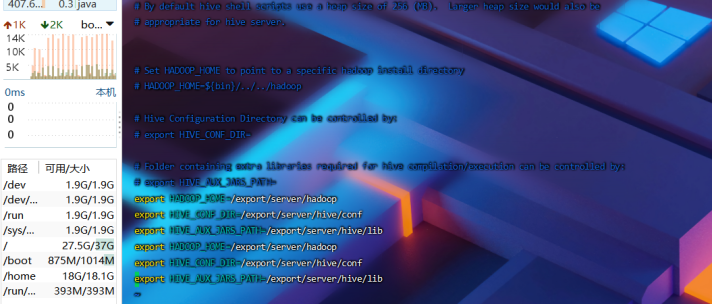 407.6... 0.3 java
1K 2K bo...
14K
10K
5K
0ms 本机
0
0
0
路径 可用/大小
/dev 1.9G/1.9G
/dev/... 1.9G/1.9G
/run 1.9G/1.9G
/sys/... 1.9G/1.9G
/ 27.5G/37G
/boot 875M/1014M
/home 18G/18.1G
/run/... 393M/393M
# By default hive shell scripts use a heap size of 256 (MB). Larger heap size would also be
# appropriate for hive server.
# Set HADOOP_HOME to point to a specific hadoop install directory
# HADOOP_HOME=${bin}/../../hadoop
# Hive Configuration Directory can be controlled by:
# export HIVE_CONF_DIR=
# Folder containing extra libraries required for hive compilation/execution can be controlled by:
# export HIVE_AUX_JARS_PATH=
export HADOOP_HOME=/export/server/hadoop
export HIVE_CONF_DIR=/export/server/hive/conf
export HIVE_AUX_JARS_PATH=/export/server/hive/lib
export HADOOP_HOME=/export/server/hadoop
export HIVE_CONF_DIR=/export/server/hive/conf
export HIVE_AUX_JARS_PATH=/export/server/hive/lib
~